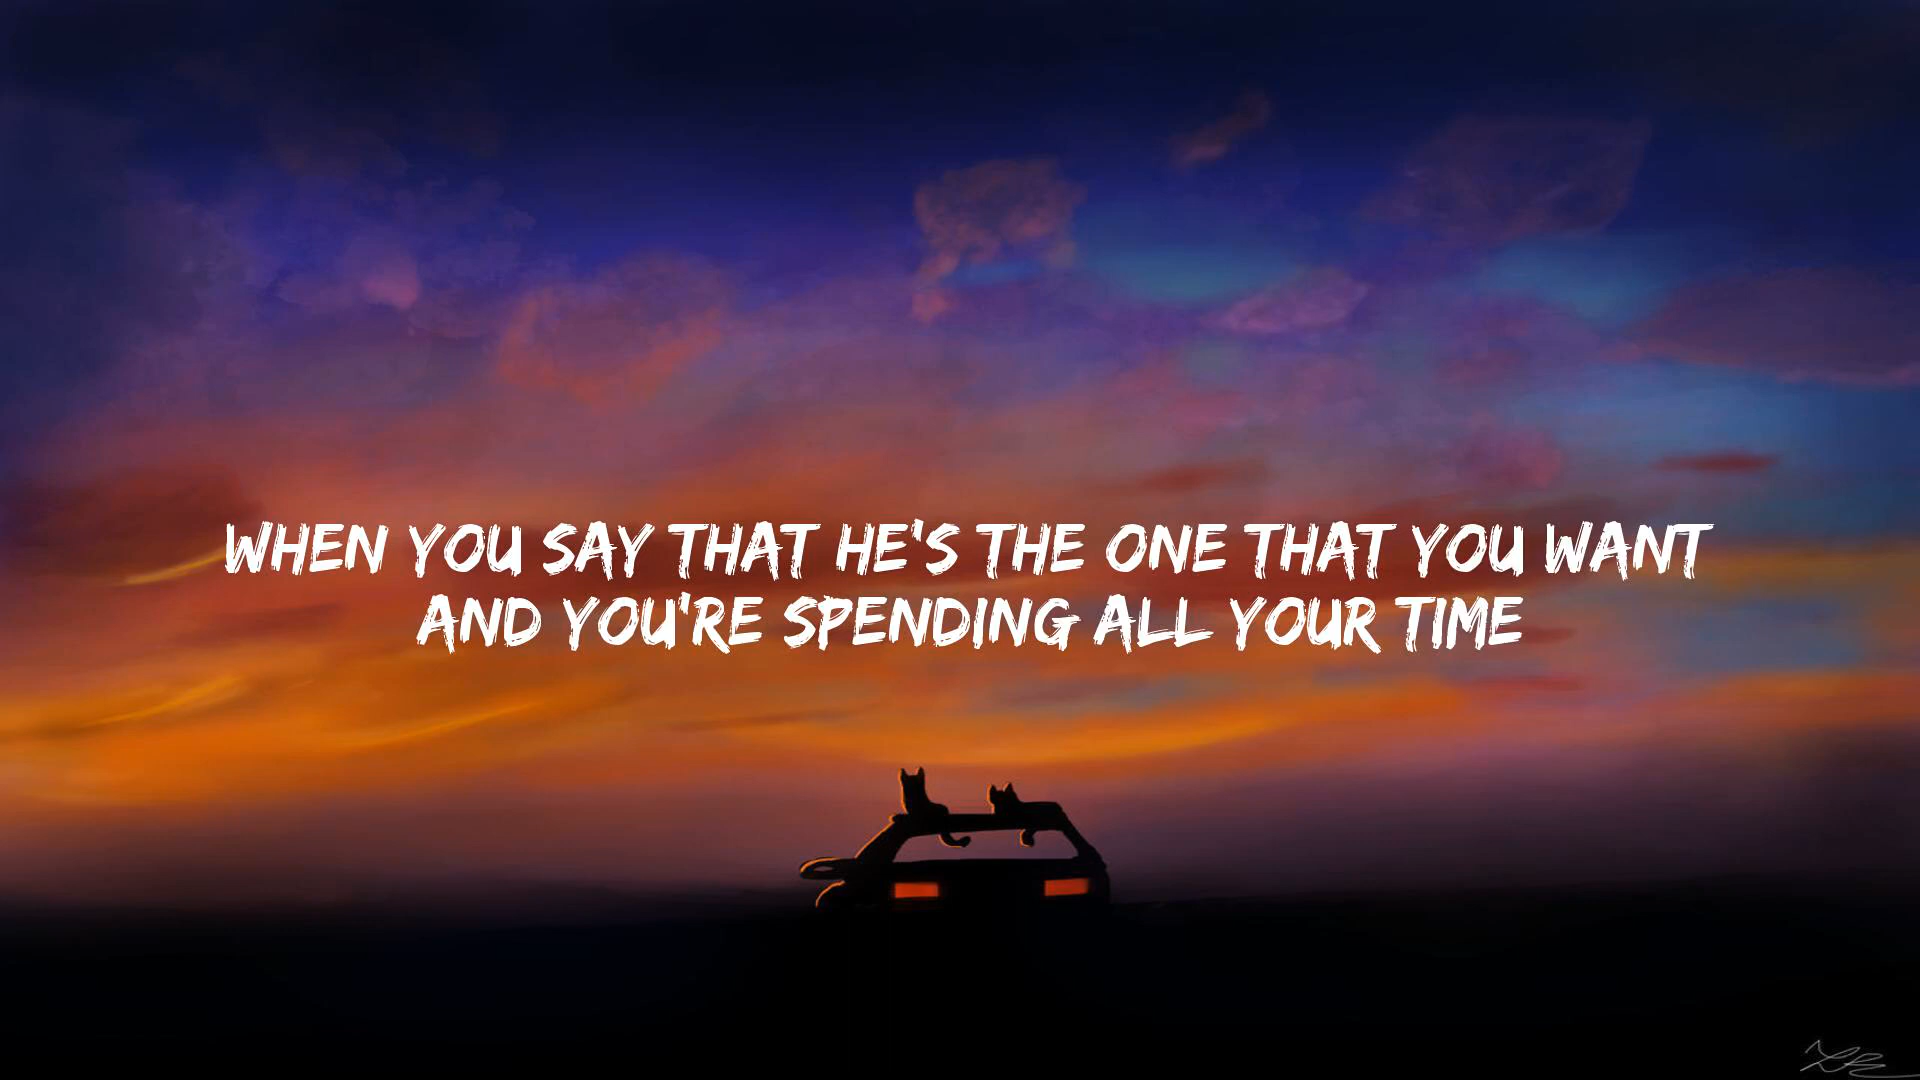 WHEN YOU SAY THAT HE'S THE ONE THAT YOU WANT
AND YOU'RE SPENDING ALL YOUR TIME